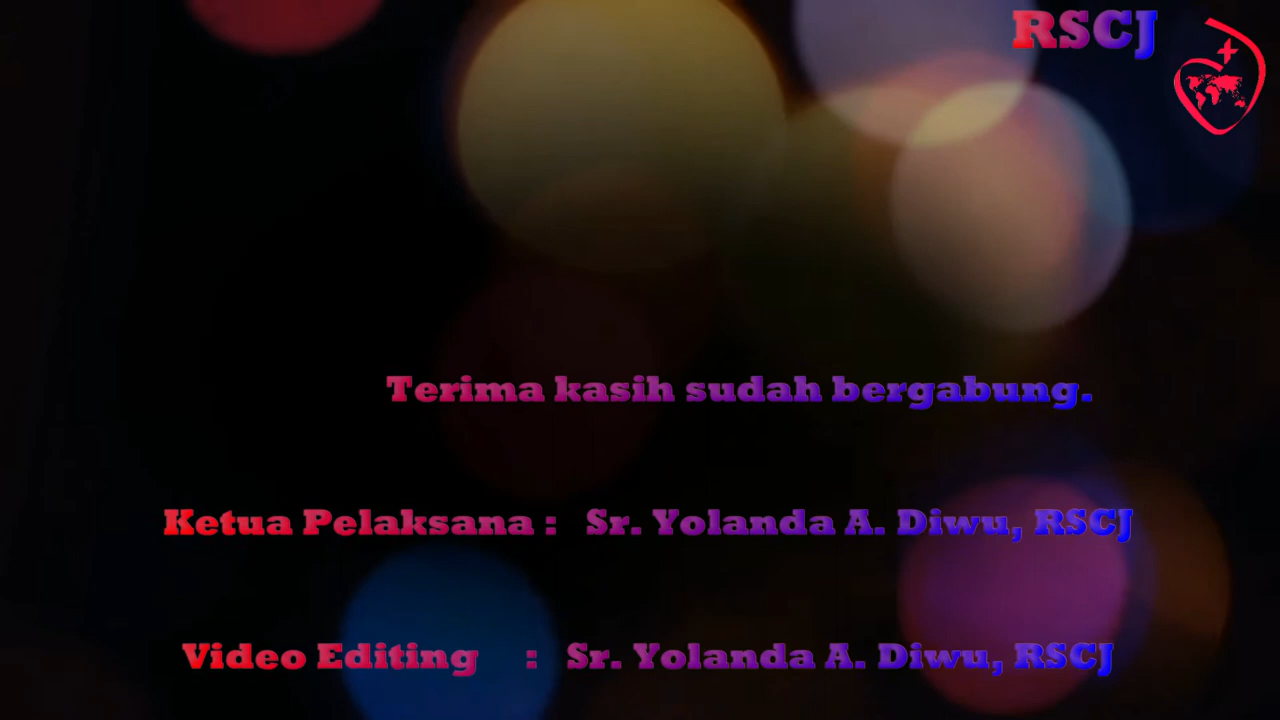 RSCJ
Terima kasih sudah bergabung.
Ketua Pelaksana : Sr. Yolanda A. Diwu, RSCJ
Video Editing : Sr. Yolanda A. Diwu, RSCJ